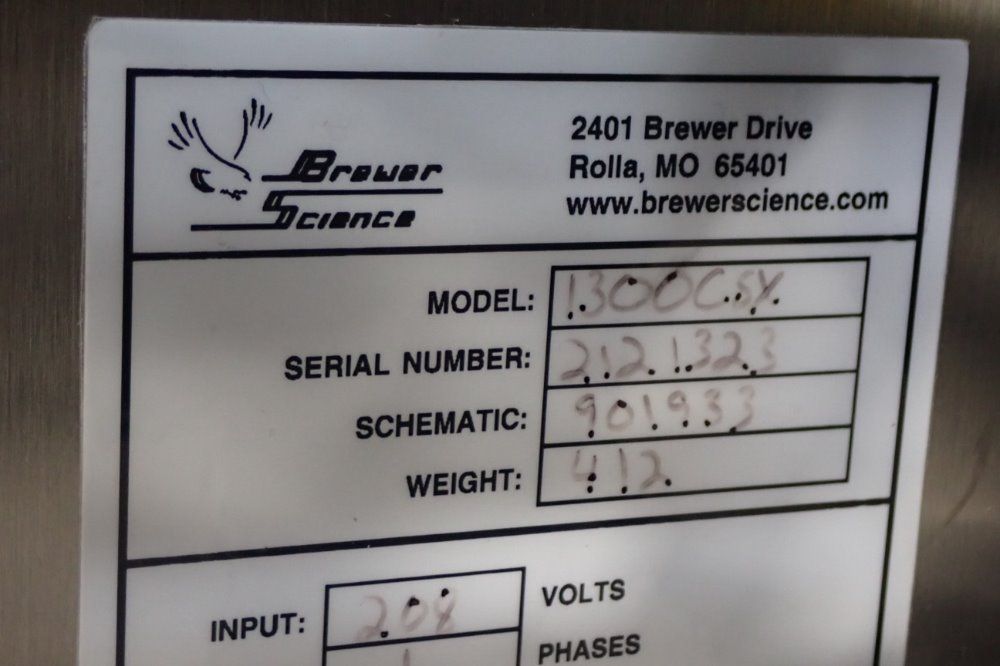 Brewer
Science
2401 Brewer Drive
Rolla, MO 65401
www.brewerscience.com
MODEL: 1300CSX
SERIAL NUMBER: 2121323
SCHEMATIC: 901933
WEIGHT: 412
INPUT: 208 VOLTS
PHASES